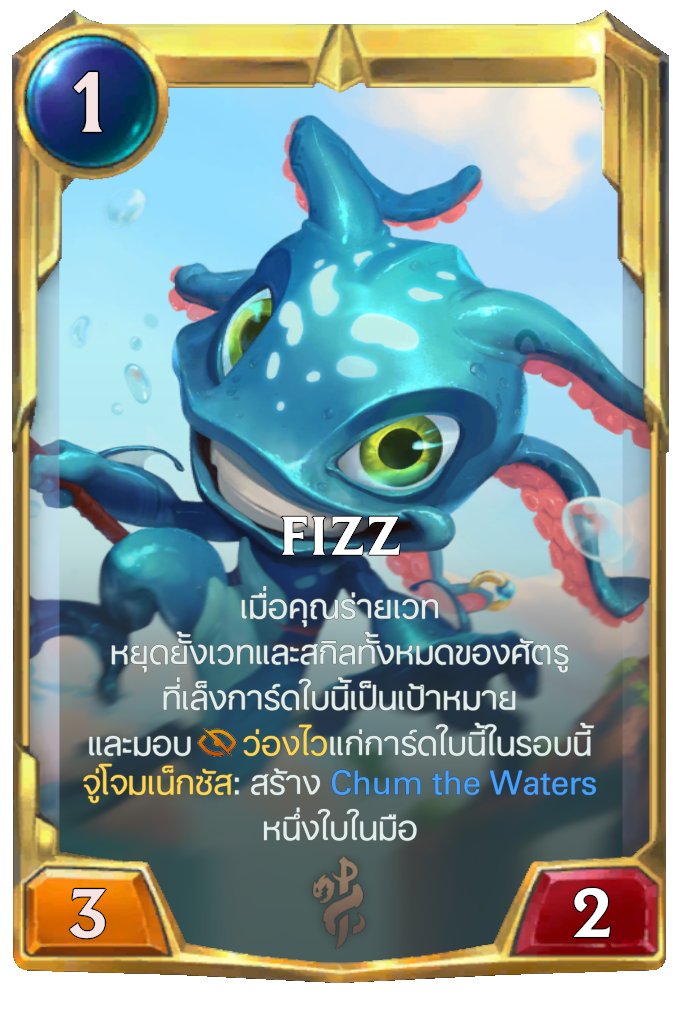 1
FIZZ
เมื่อคุณร่ายเวท
หยุดยั้งเวทและสกิลทั้งหมดของศัตรู
ที่เล็งการ์ดใบนี้เป็นเป้าหมาย
และมอบ ว่องไวแก่การ์ดใบนี้ในรอบนี้
จู่โจมเน็กซัส: สร้าง Chum the Waters
หนึ่งใบในมือ
3
2